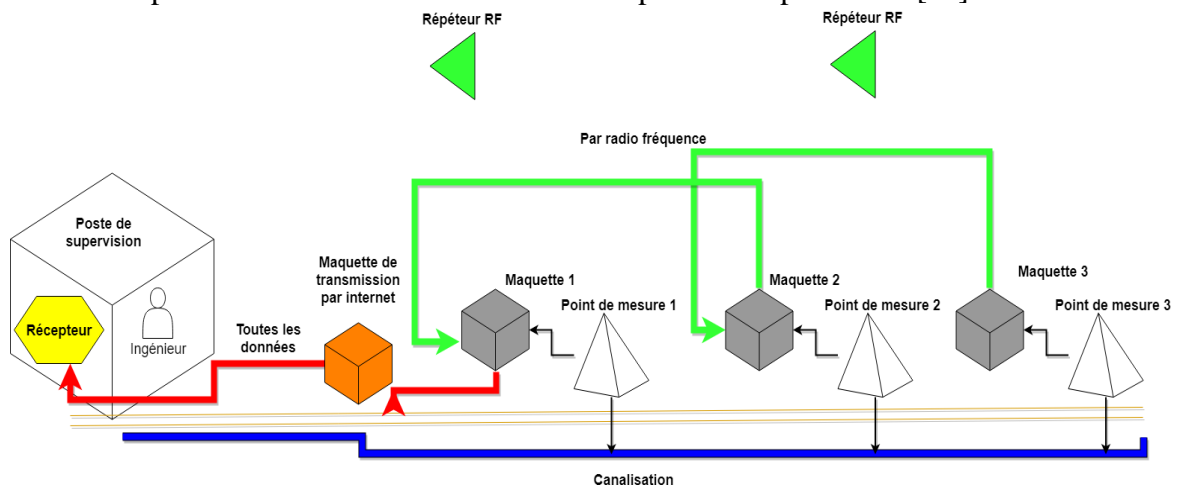 Répéteur RF
Répéteur RF
Par radio fréquence
Poste de
supervision
Maquette de
transmission
par internet
Maquette 1
Maquette 2
Maquette 3
Point de mesure 1
Point de mesure 2
Point de mesure 3
Récepteur
Ingénieur
Toutes les
données
Canalisation